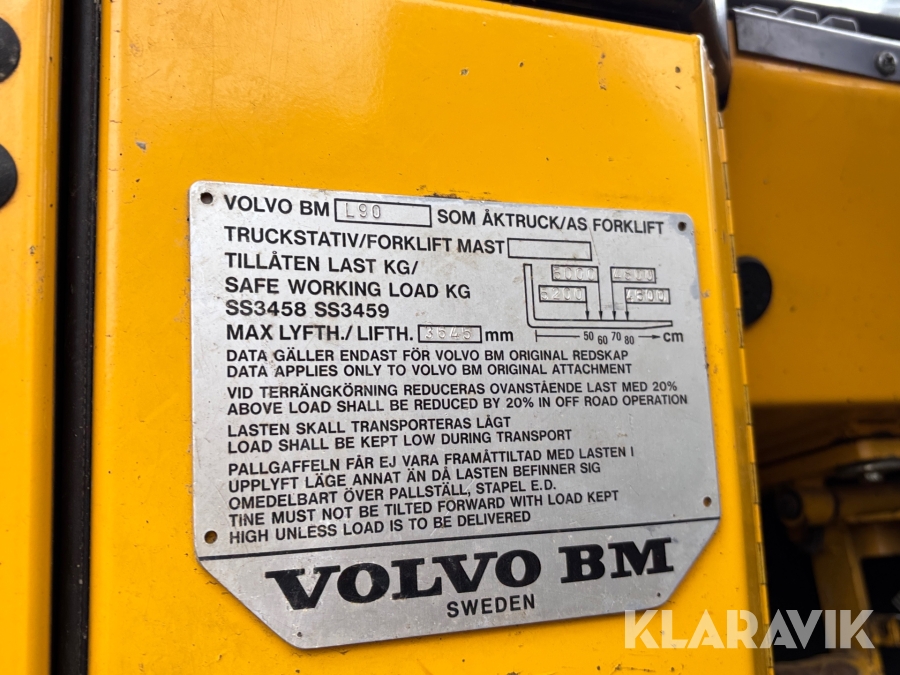 VOLVO BM L90 SOM ÅKTRUCK/AS FORKLIFT
TRUCKSTATIV/FORKLIFT MAST
TILLÅTEN LAST KG/
SAFE WORKING LOAD KG
SS3458 SS3459
5000 4800
5200 4600
50 60 70 80 cm
MAX LYFTH./LIFTH. 3545 mm
DATA GÄLLER ENDAST FÖR VOLVO BM ORIGINAL REDSKAP
DATA APPLIES ONLY TO VOLVO BM ORIGINAL ATTACHMENT
VID TERRÄNGKÖRNING REDUCERAS OVANSTÅENDE LAST MED 20%
ABOVE LOAD SHALL BE REDUCED BY 20% IN OFF ROAD OPERATION
LASTEN SKALL TRANSPORTERAS LÅGT
LOAD SHALL BE KEPT LOW DURING TRANSPORT
PALLGAFFELN FÅR EJ VARA FRAMÅTTILTAD MED LASTEN I
UPPLYFT LÄGE ANNAT ÄN DÅ LASTEN BEFINNER SIG
OMEDELBART ÖVER PALLSTÄLL, STAPEL E.D.
TINE MUST NOT BE TILTED FORWARD WITH LOAD KEPT
HIGH UNLESS LOAD IS TO BE DELIVERED
VOLVO BM
SWEDEN
KLARAVIK